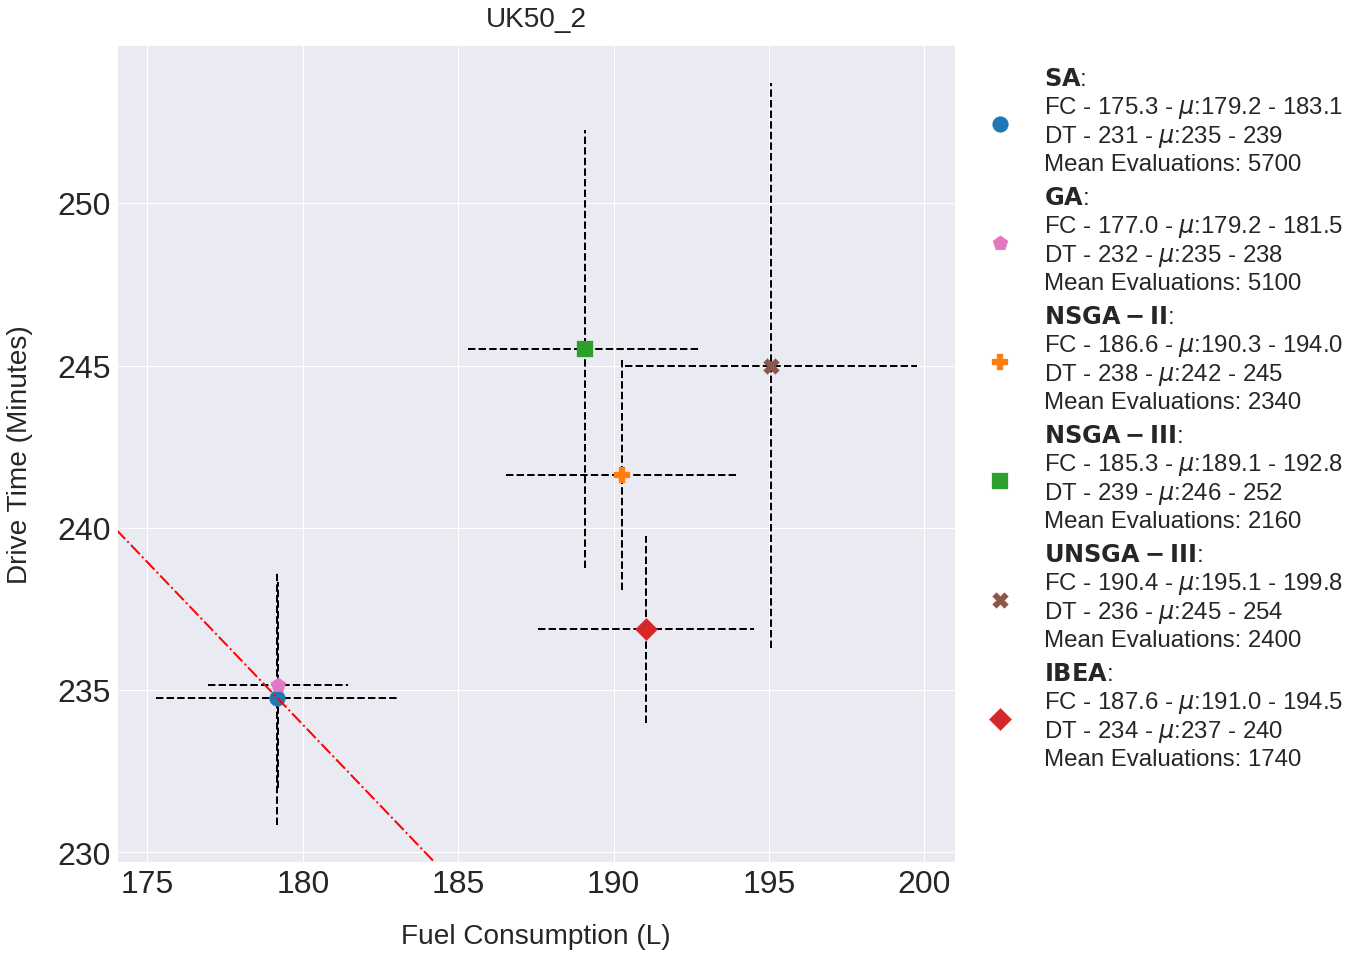 UK50_2
Drive Time (Minutes)
250
245
240
235
230
175 180 185 190 195 200
Fuel Consumption (L)
SA:
FC - 175.3 - μ:179.2 - 183.1
DT - 231 - μ:235 - 239
Mean Evaluations: 5700
GA:
FC - 177.0 - μ:179.2 - 181.5
DT - 232 - μ:235 - 238
Mean Evaluations: 5100
NSGA − II:
FC - 186.6 - μ:190.3 - 194.0
DT - 238 - μ:242 - 245
Mean Evaluations: 2340
NSGA − III:
FC - 185.3 - μ:189.1 - 192.8
DT - 239 - μ:246 - 252
Mean Evaluations: 2160
UNSGA − III:
FC - 190.4 - μ:195.1 - 199.8
DT - 236 - μ:245 - 254
Mean Evaluations: 2400
IBEA:
FC - 187.6 - μ:191.0 - 194.5
DT - 234 - μ:237 - 240
Mean Evaluations: 1740